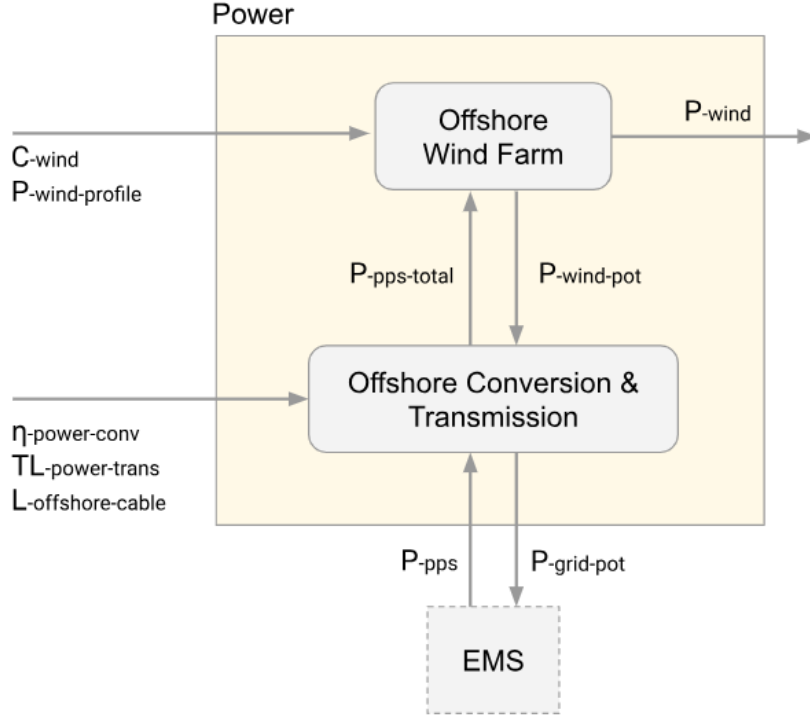 Power
Offshore
Wind Farm
P-wind
C-wind
P-wind-profile
P-pps-total
P-wind-pot
Offshore Conversion &
Transmission
η-power-conv
TL-power-trans
L-offshore-cable
P-pps
P-grid-pot
EMS